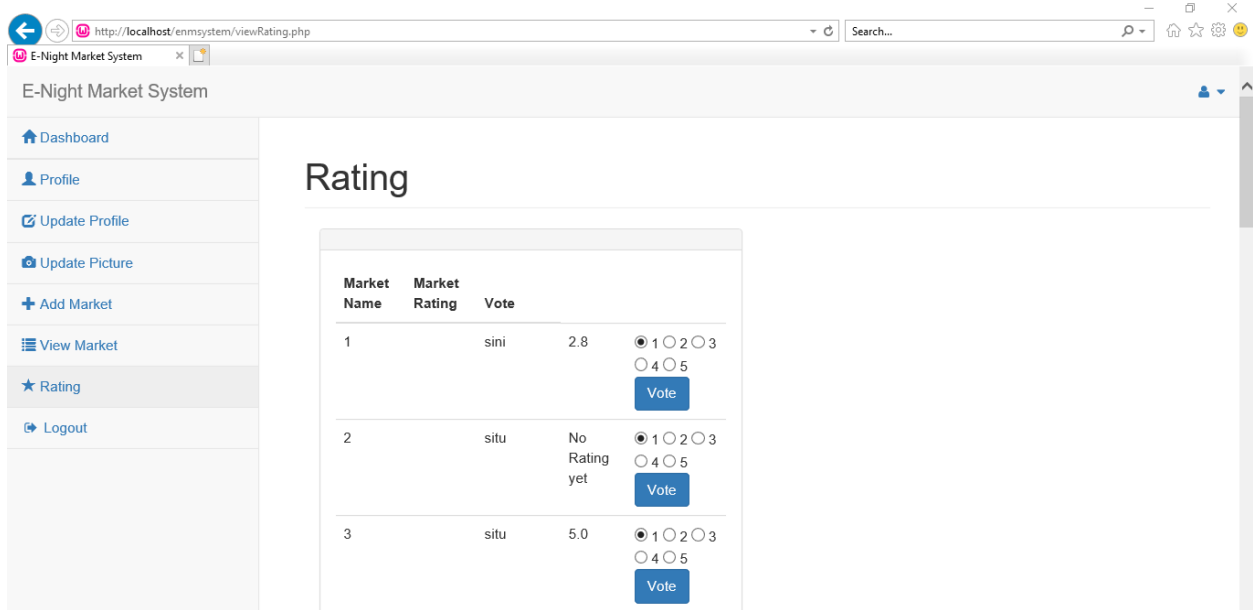 http://localhost/enmsystem/viewRating.php
Search...
E-Night Market System
E-Night Market System
Dashboard
Profile
Update Profile
Update Picture
Add Market
View Market
Rating
Logout
Rating
Market Market
Name Rating Vote
1 sini 2.8 1 2 3
4 5
Vote
2 situ No 1 2 3
Rating 4 5
yet
Vote
3 situ 5.0 1 2 3
4 5
Vote